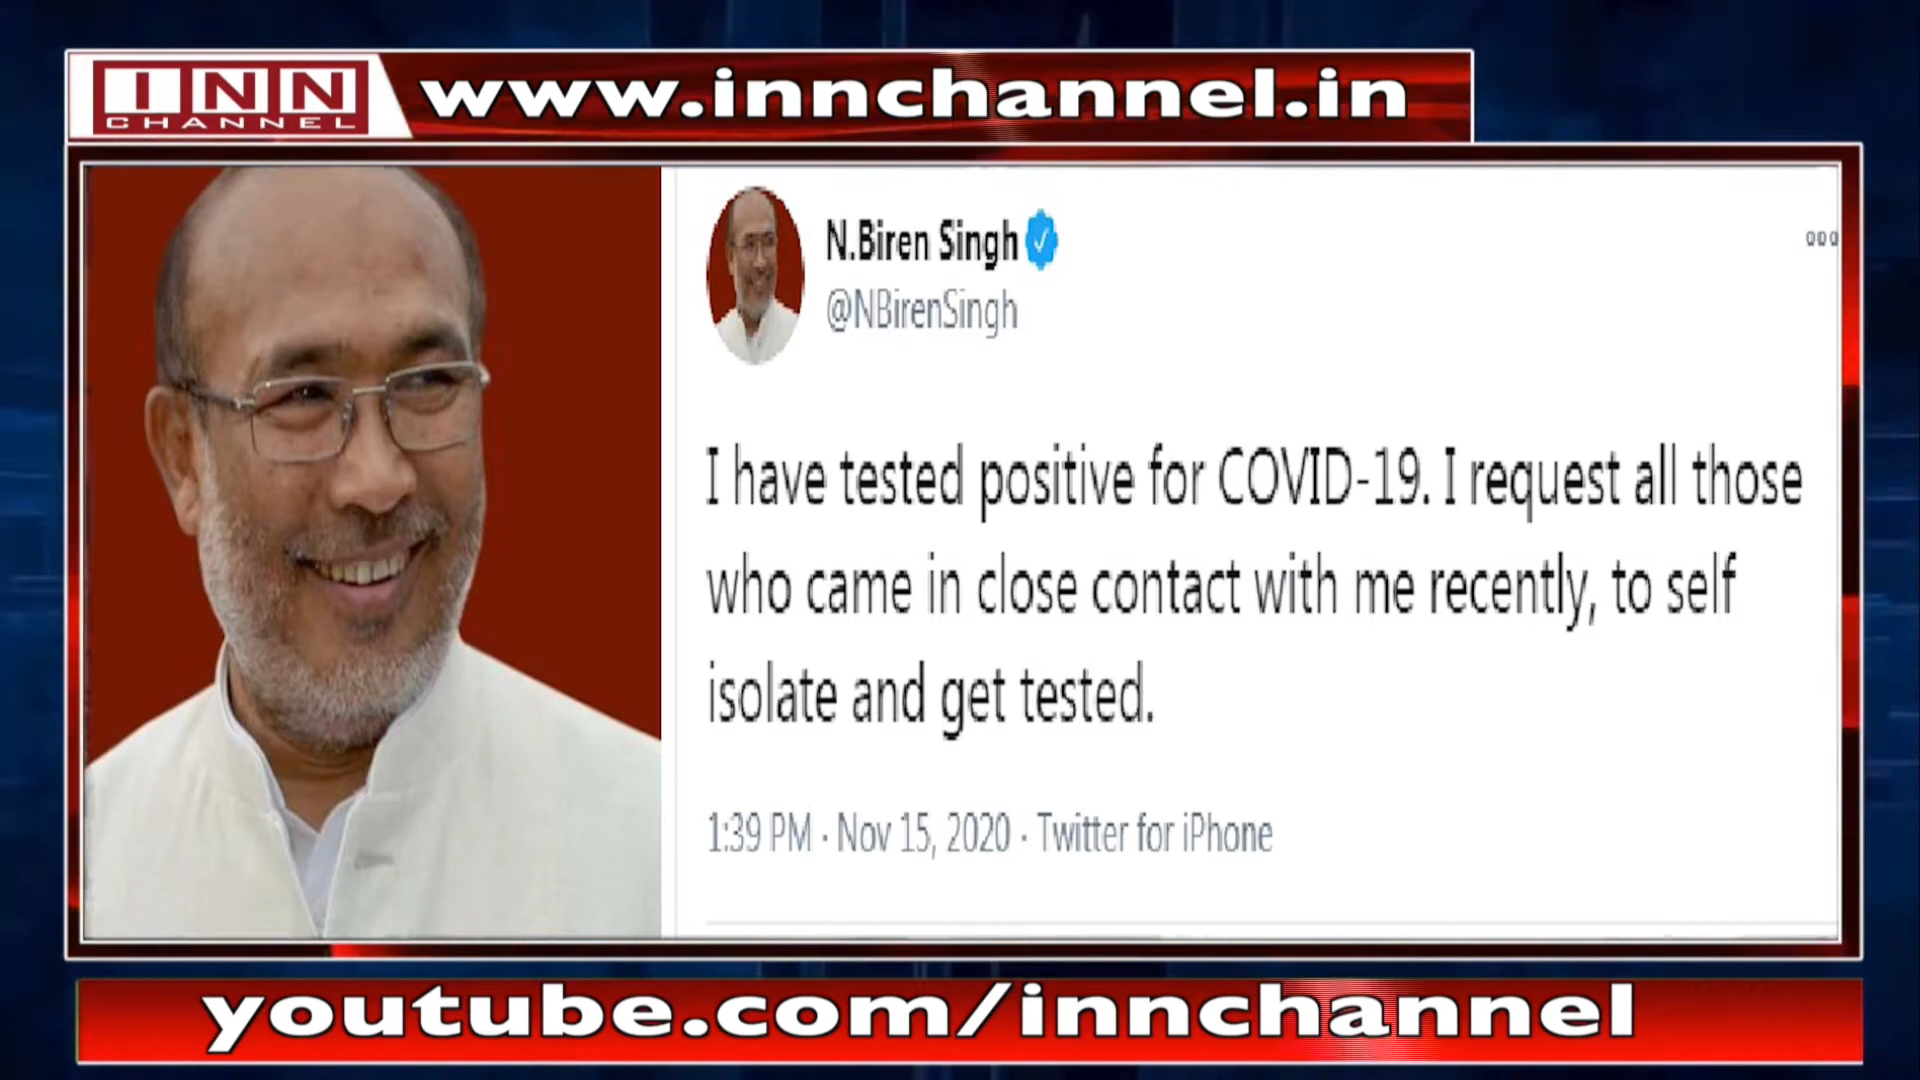 INN
CHANNEL
www.innchannel.in
N.Biren Singh
@NBirenSingh
I have tested positive for COVID-19. I request all those
who came in close contact with me recently, to self
isolate and get tested.
1:39 PM · Nov 15, 2020 · Twitter for iPhone
youtube.com/innchannel